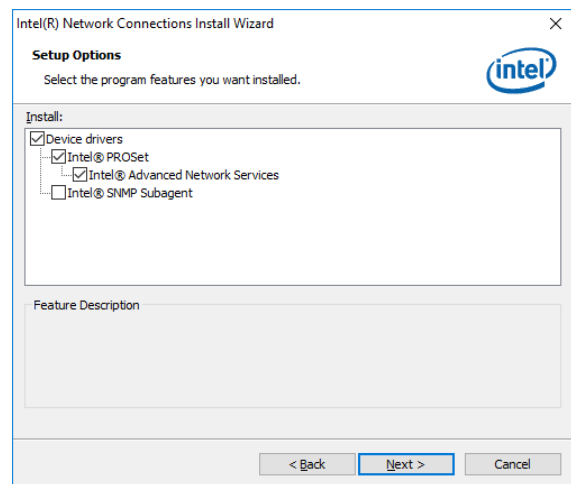 Intel(R) Network Connections Install Wizard
Setup Options
Select the program features you want installed.
intel
Install:
Device drivers
Intel® PROSet
Intel® Advanced Network Services
Intel® SNMP Subagent
Feature Description
< Back
Next >
Cancel